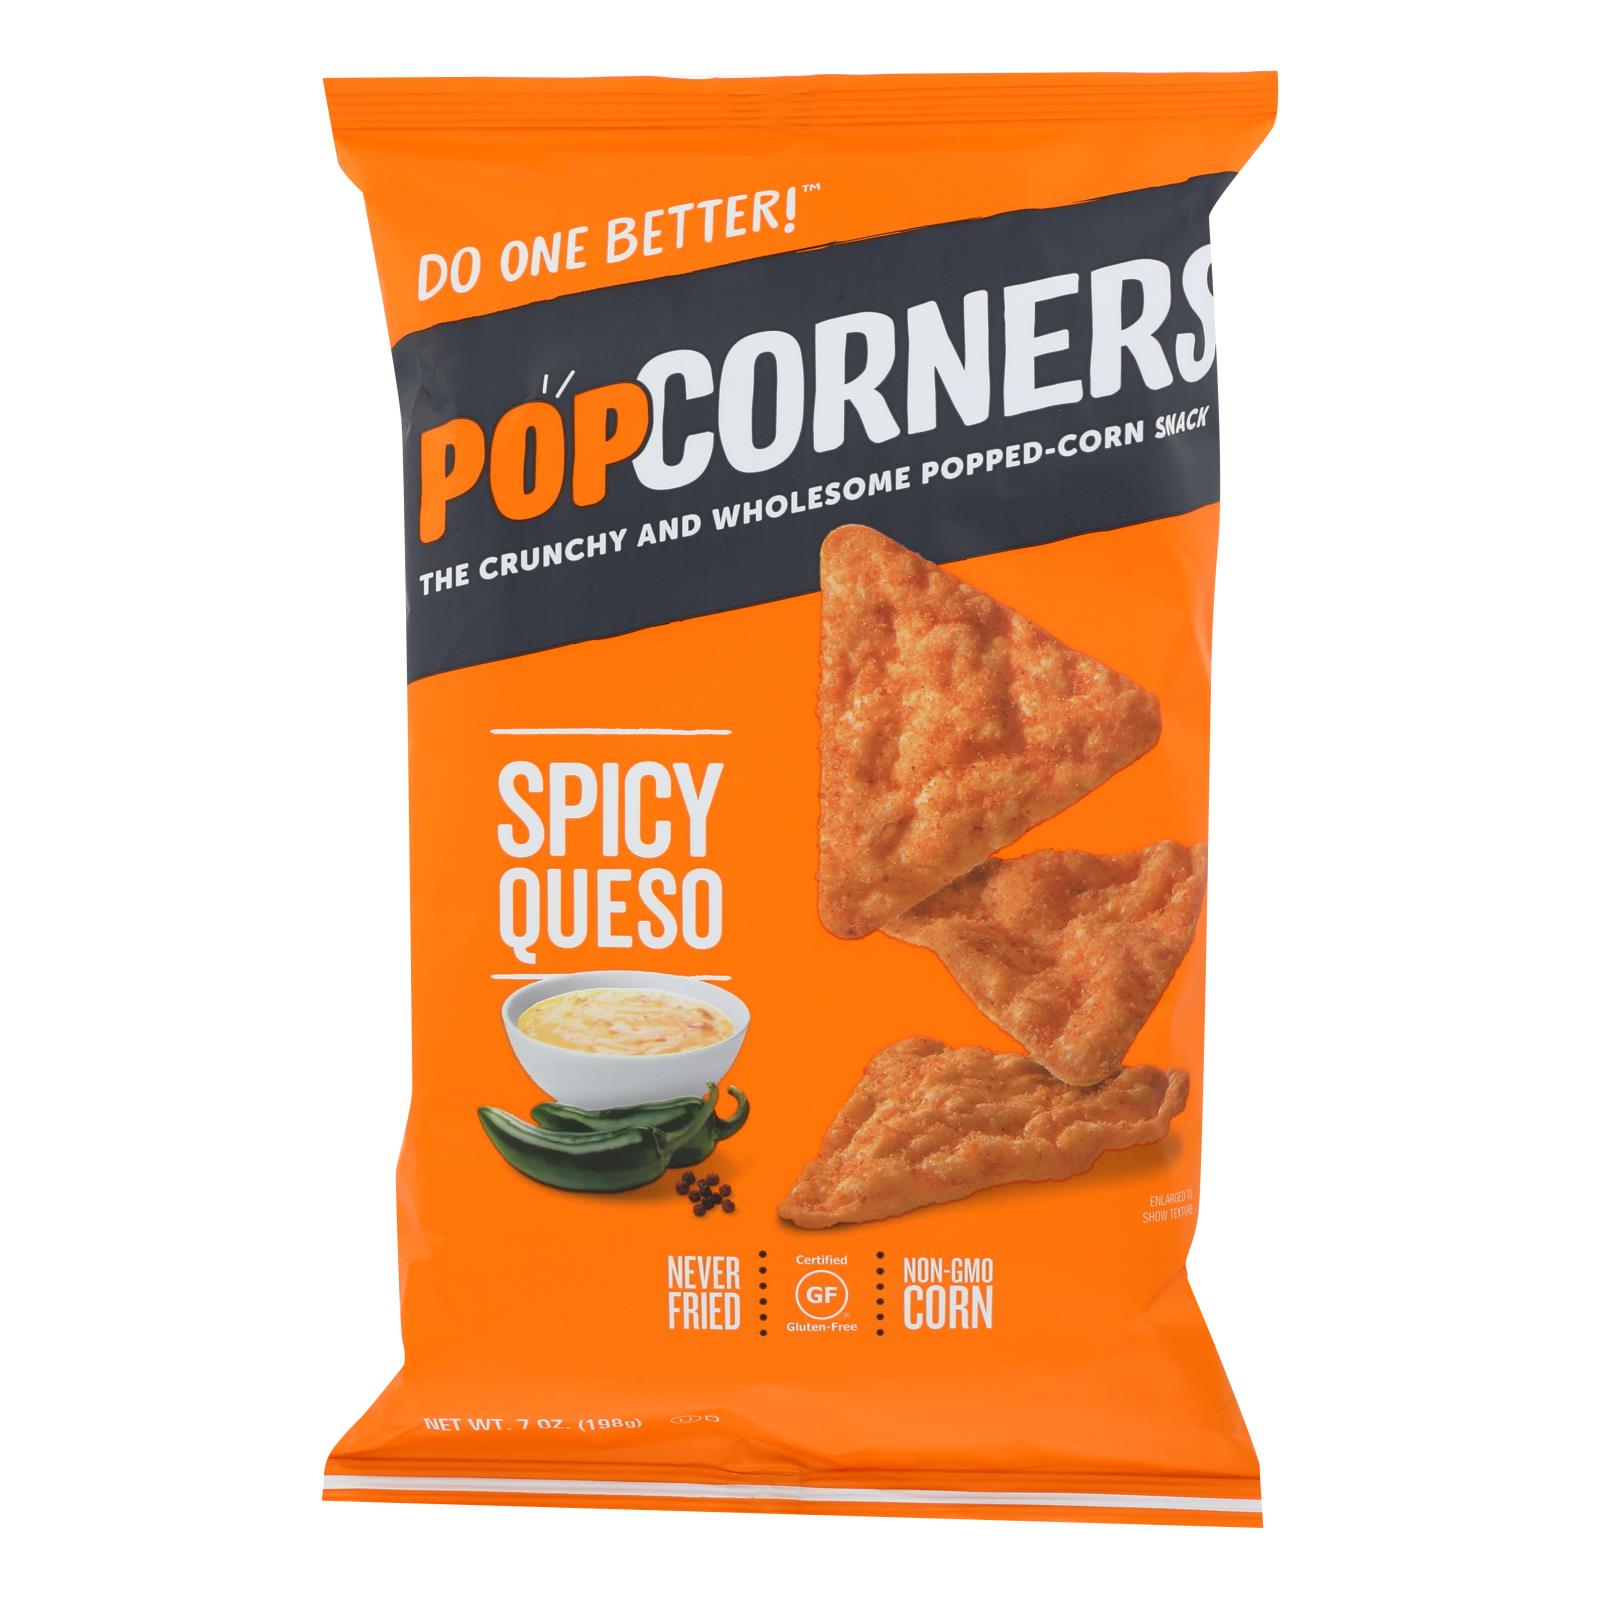 DO ONE BETTER!™
POPCORNERS
THE CRUNCHY AND WHOLESOME POPPED-CORN SNACK
SPICY
QUESO
ENLARGED TO
SHOW TEXTURE
NEVER
FRIED
Certified
GF
Gluten-Free
NON-GMO
CORN
NET WT. 7 OZ. (198g) U D